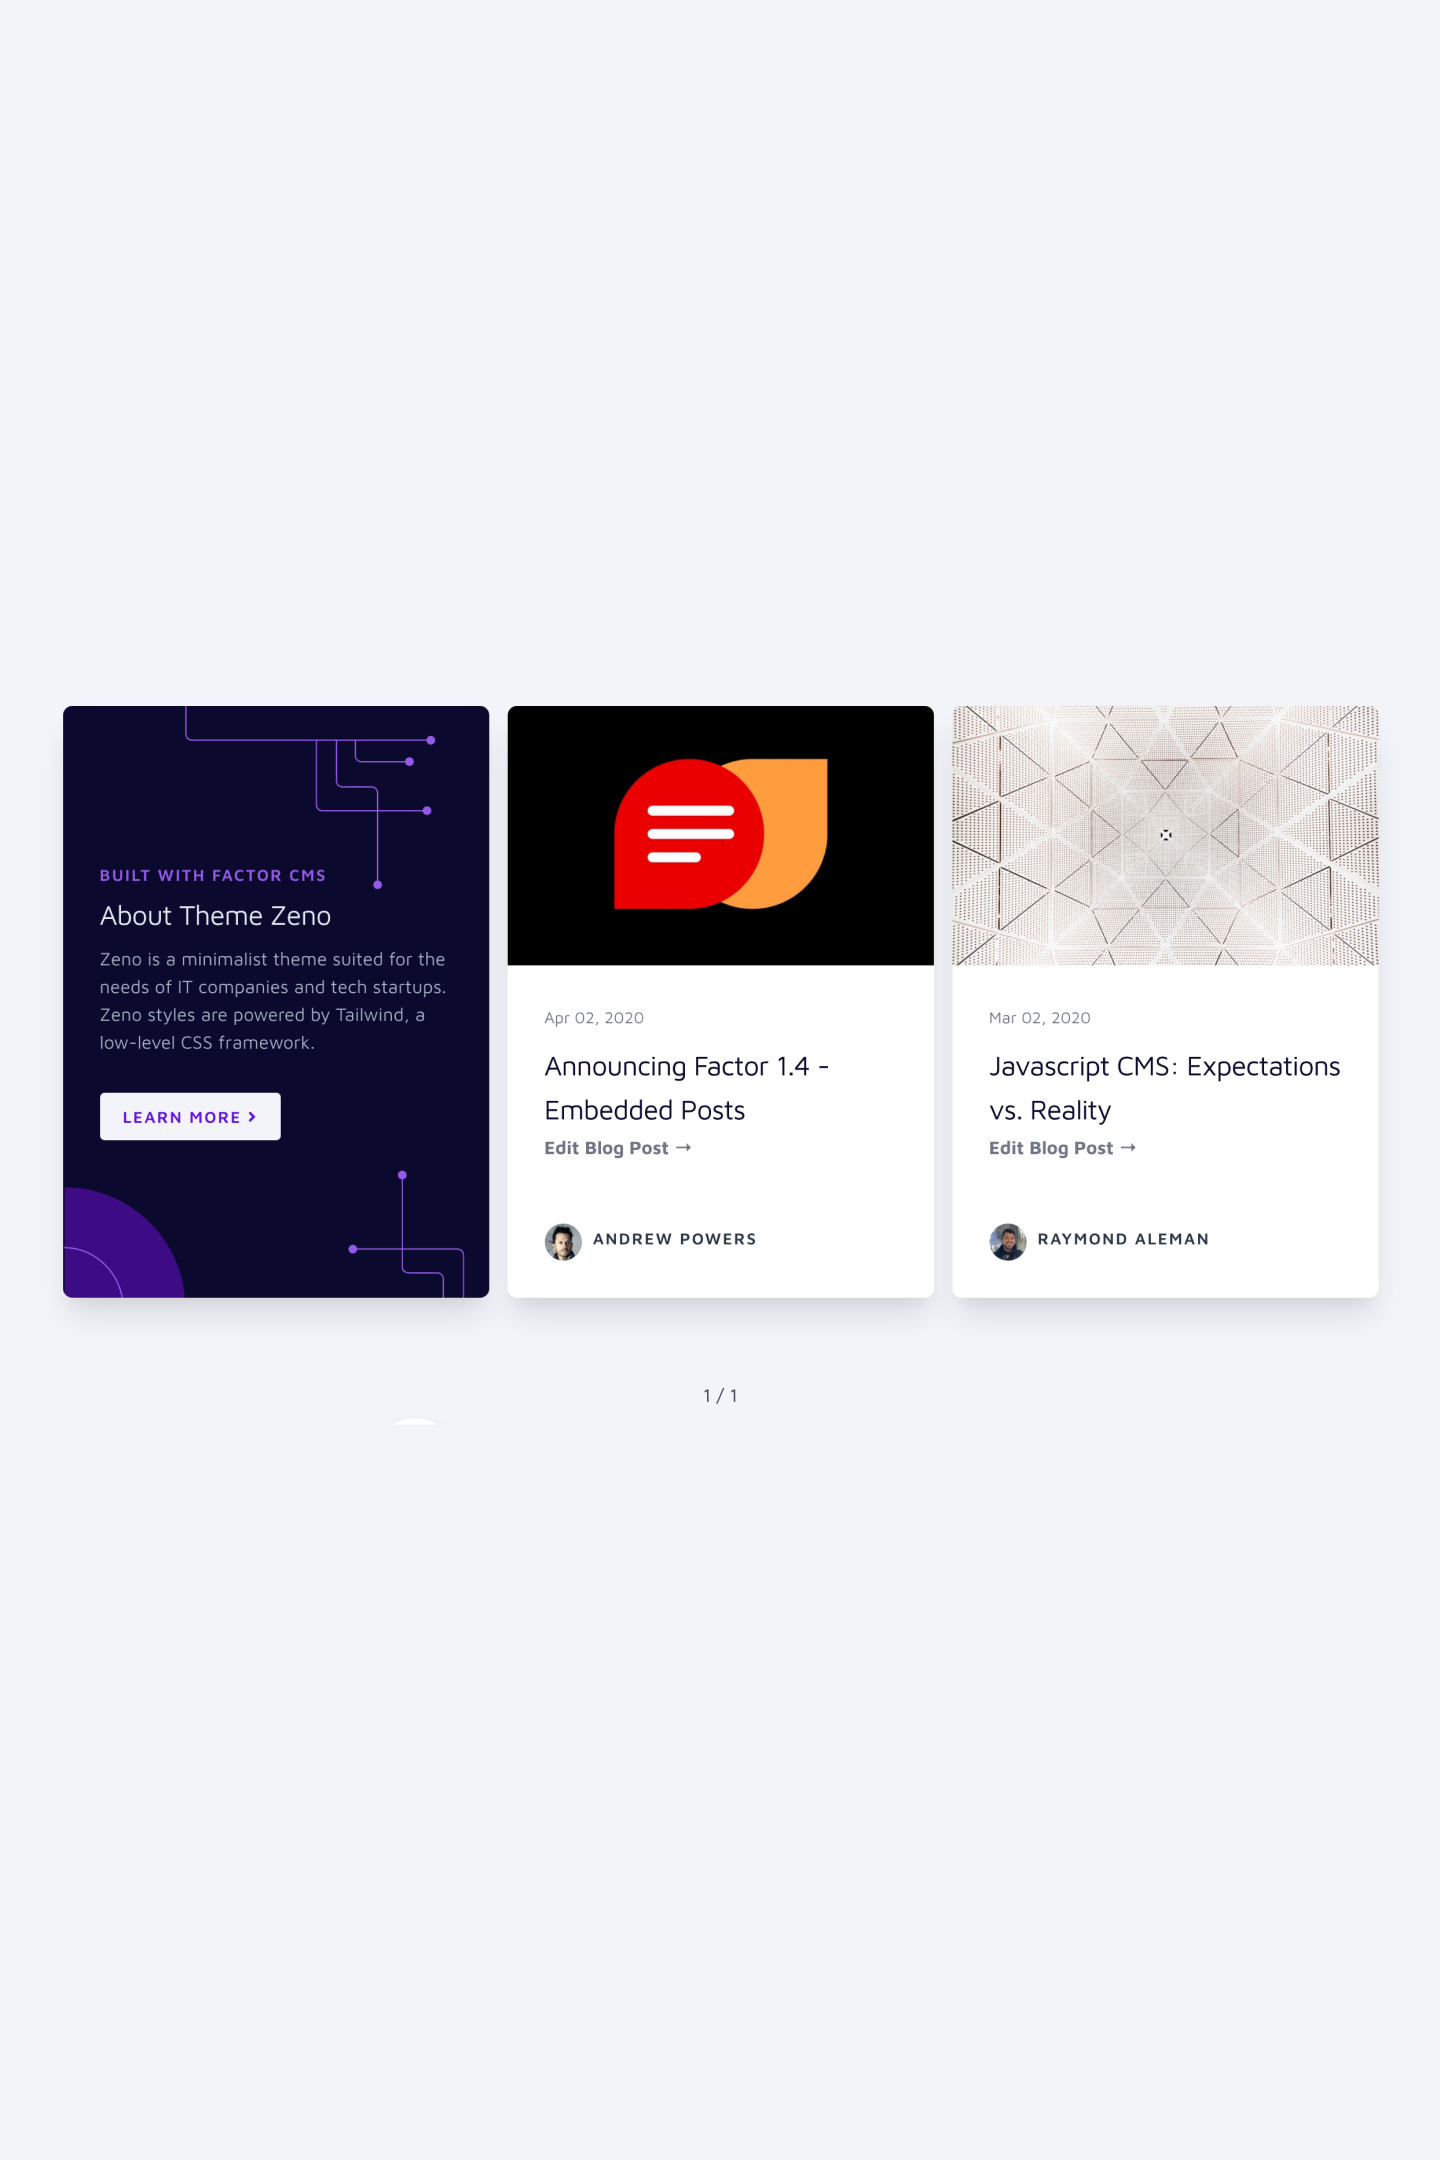 BUILT WITH FACTOR CMS
About Theme Zeno
Zeno is a minimalist theme suited for the
needs of IT companies and tech startups.
Zeno styles are powered by Tailwind, a
low-level CSS framework.
LEARN MORE
Apr 02, 2020
Announcing Factor 1.4 -
Embedded Posts
Edit Blog Post →
ANDREW POWERS
Mar 02, 2020
Javascript CMS: Expectations
vs. Reality
Edit Blog Post →
RAYMOND ALEMAN
1 / 1